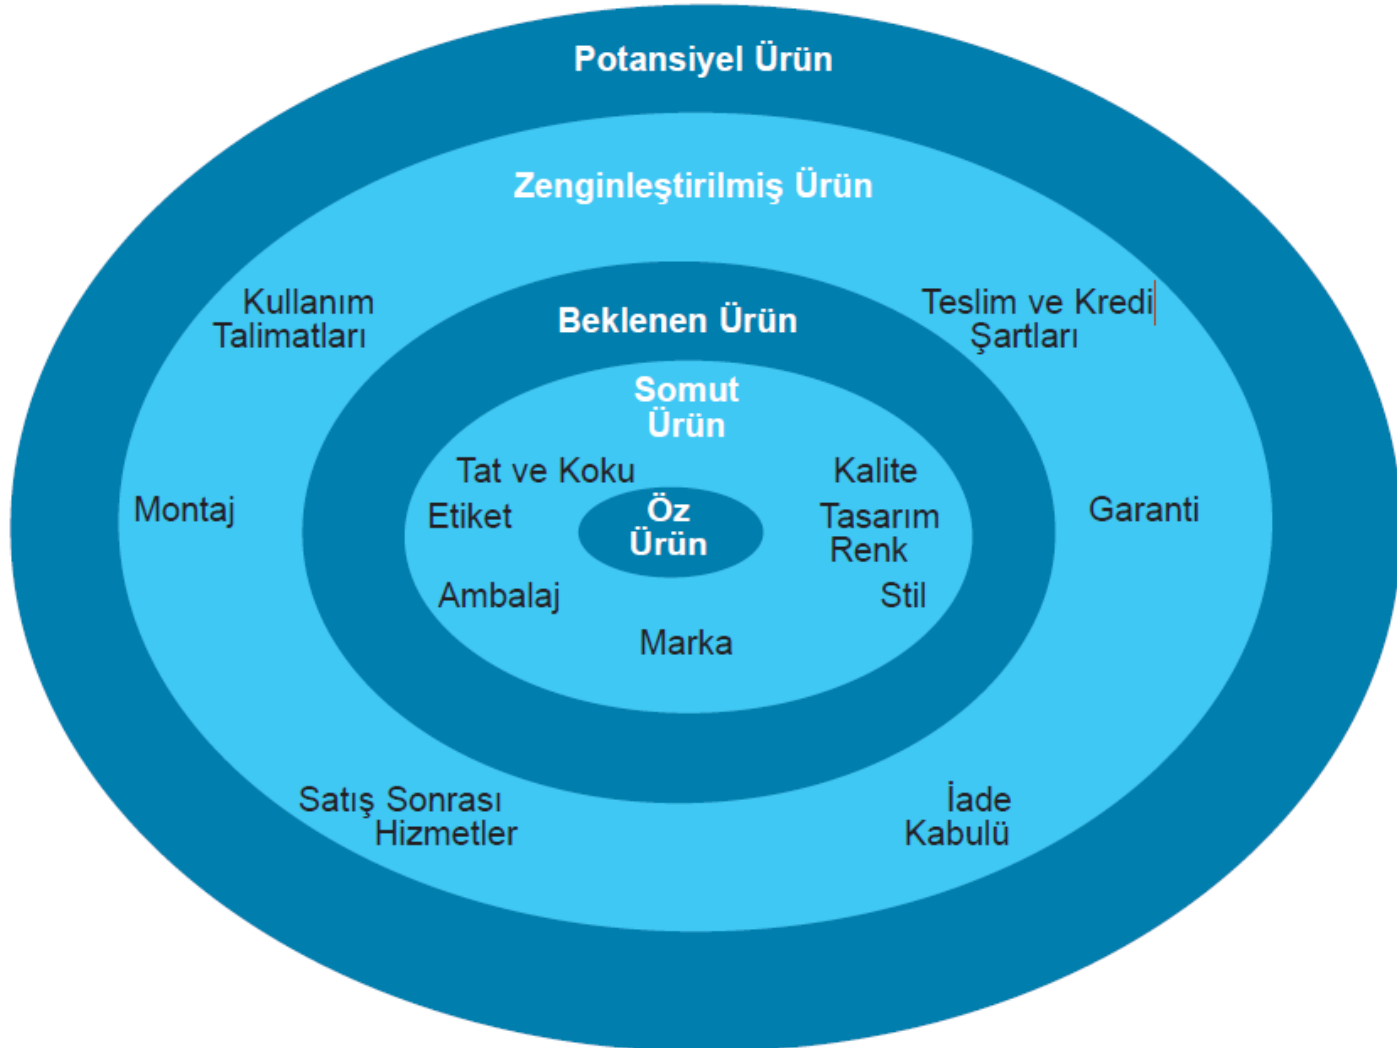 Potansiyel Ürün
Zenginleştirilmiş Ürün
Kullanım
Talimatları
Teslim ve Kredi
Şartları
Beklenen Ürün
Somut
Ürün
Tat ve Koku
Kalite
Montaj
Etiket
Öz
Ürün
Tasarım
Renk
Garanti
Ambalaj
Stil
Marka
Satış Sonrası
Hizmetler
İade
Kabulü